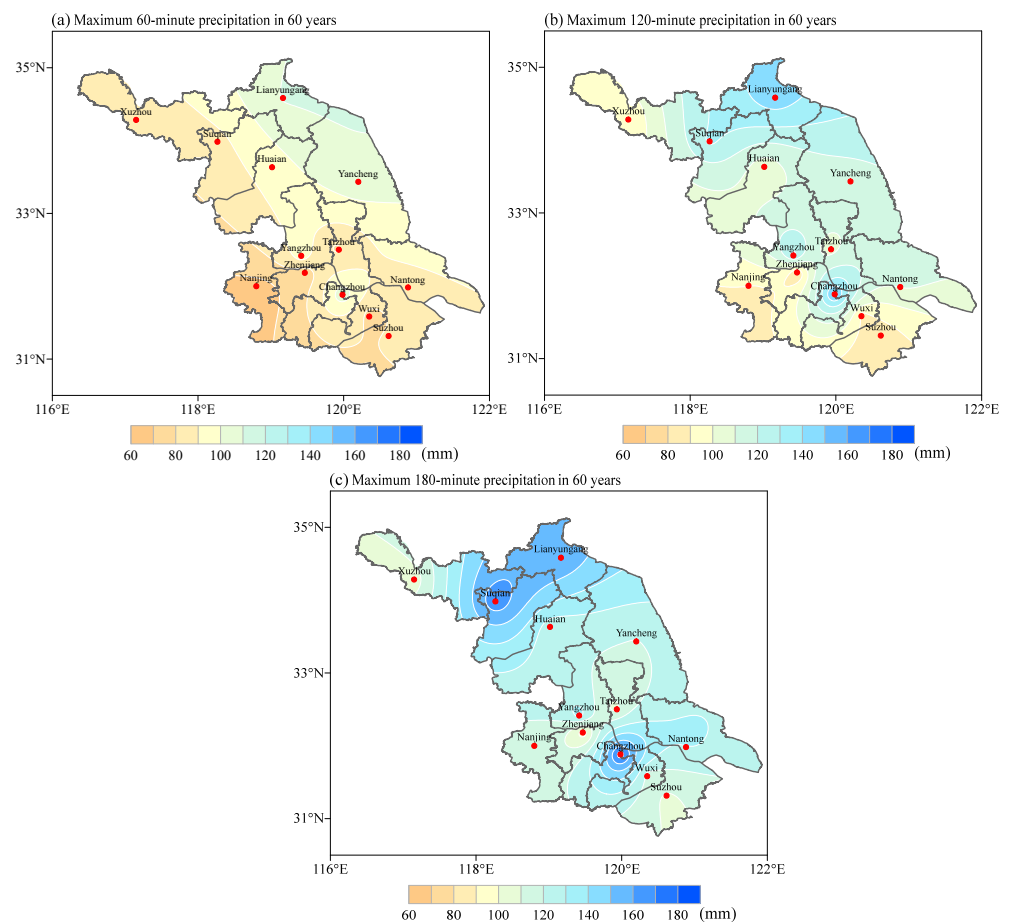 (a) Maximum 60-minute precipitation in 60 years
35°N
33°N
31°N
Lianyungang
Xuzhou
Suqian
Huaian
Yancheng
Taizhou
Yangzhou
Zhenjiang
Nanjing
Nantong
Changzhou
Wuxi
Suzhou
116°E 118°E 120°E 122°E
60 80 100 120 140 160 180 (mm)
(b) Maximum 120-minute precipitation in 60 years
35°N
33°N
31°N
Lianyungang
Xuzhou
Suqian
Huaian
Yancheng
Taizhou
Yangzhou
Zhenjiang
Nanjing
Nantong
Changzhou
Wuxi
Suzhou
116°E 118°E 120°E 122°E
60 80 100 120 140 160 180 (mm)
(c) Maximum 180-minute precipitation in 60 years
35°N
33°N
31°N
Lianyungang
Xuzhou
Suqian
Huaian
Yancheng
Taizhou
Yangzhou
Zhenjiang
Nanjing
Nantong
Changzhou
Wuxi
Suzhou
116°E 118°E 120°E 122°E
60 80 100 120 140 160 180 (mm)